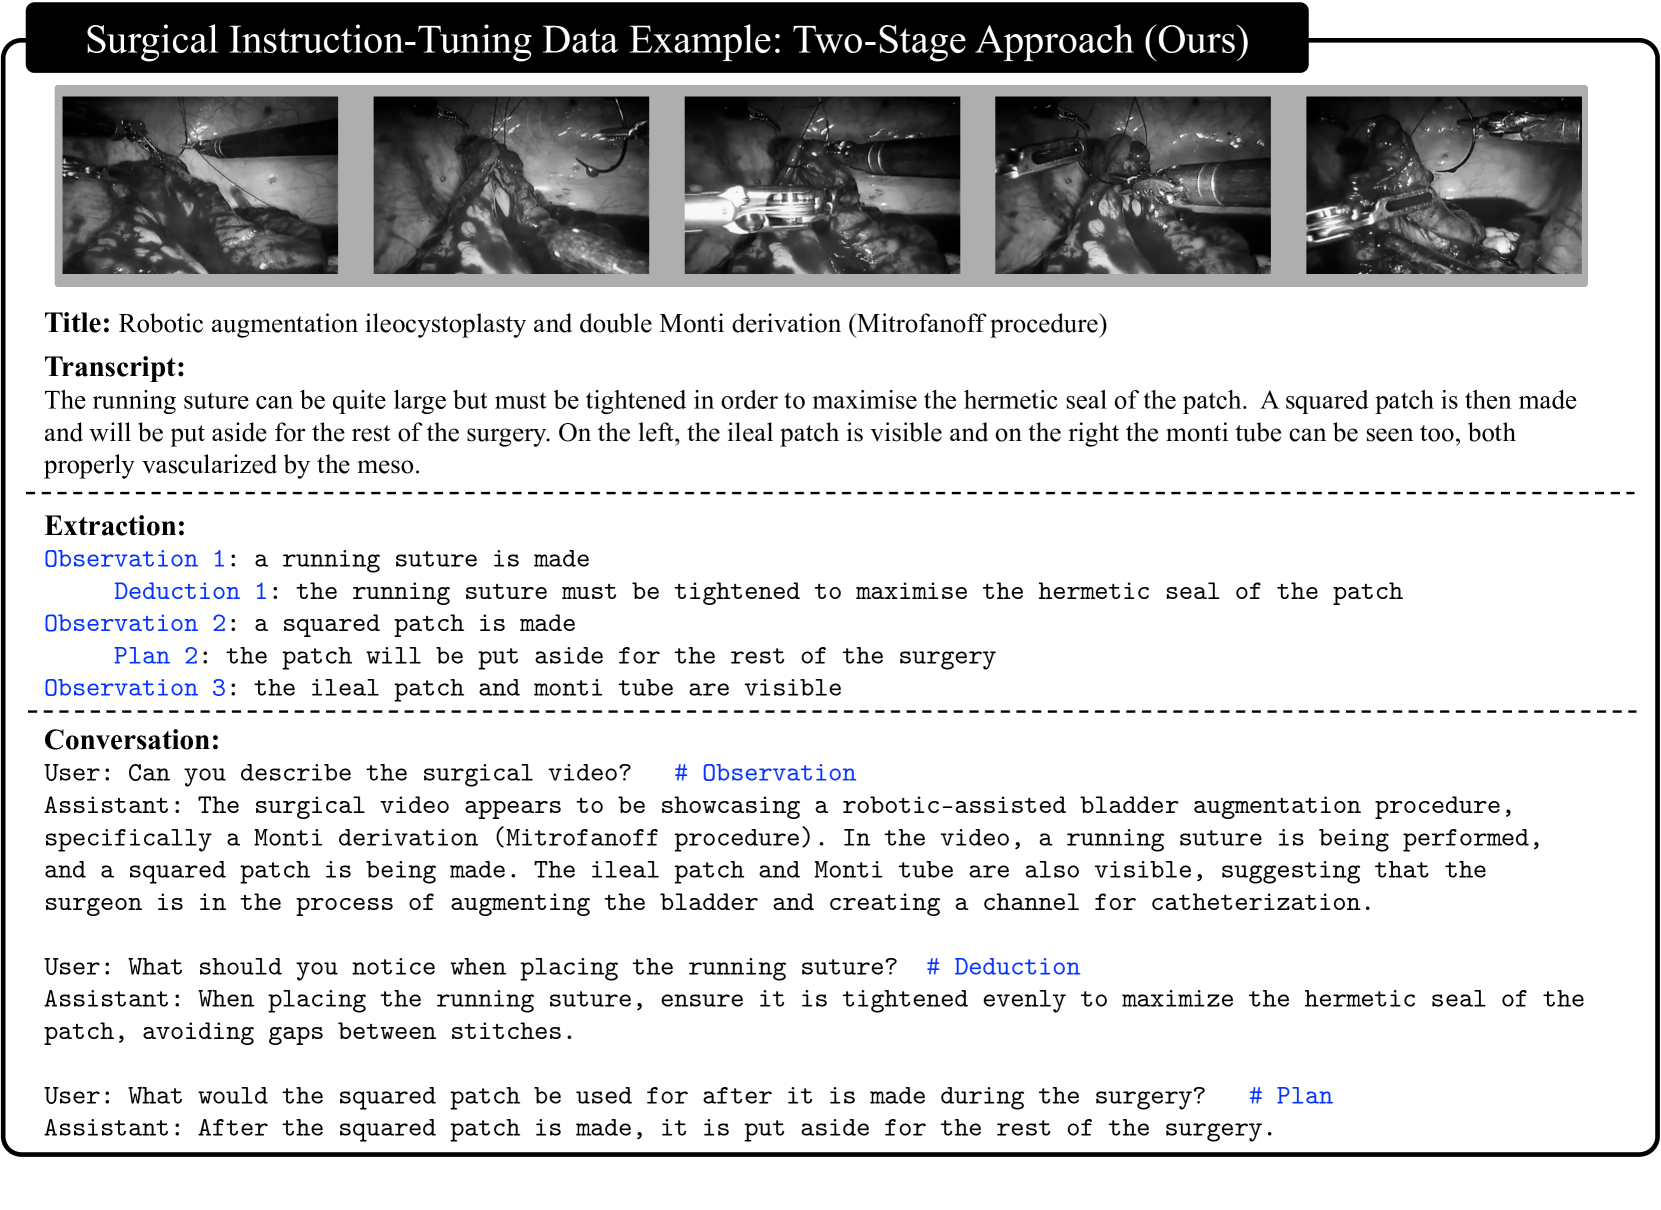 Surgical Instruction-Tuning Data Example: Two-Stage Approach (Ours)
Title: Robotic augmentation ileocystoplasty and double Monti derivation (Mitrofanoff procedure)
Transcript:
The running suture can be quite large but must be tightened in order to maximise the hermetic seal of the patch.  A squared patch is then made
and will be put aside for the rest of the surgery. On the left, the ileal patch is visible and on the right the monti tube can be seen too, both
properly vascularized by the meso.
Extraction:
Observation 1: a running suture is made
Deduction 1: the running suture must be tightened to maximise the hermetic seal of the patch
Observation 2: a squared patch is made
Plan 2: the patch will be put aside for the rest of the surgery
Observation 3: the ileal patch and monti tube are visible
Conversation:
User: Can you describe the surgical video?   # Observation
Assistant: The surgical video appears to be showcasing a robotic-assisted bladder augmentation procedure,
specifically a Monti derivation (Mitrofanoff procedure). In the video, a running suture is being performed,
and a squared patch is being made. The ileal patch and Monti tube are also visible, suggesting that the
surgeon is in the process of augmenting the bladder and creating a channel for catheterization.
User: What should you notice when placing the running suture?  # Deduction
Assistant: When placing the running suture, ensure it is tightened evenly to maximize the hermetic seal of the
patch, avoiding gaps between stitches.
User: What would the squared patch be used for after it is made during the surgery?   # Plan
Assistant: After the squared patch is made, it is put aside for the rest of the surgery.